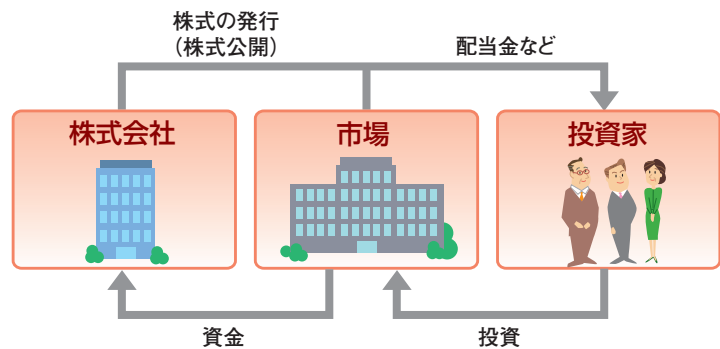 株式の発行
（株式公開）
配当金など
株式会社
市場
投資家
資金
投資